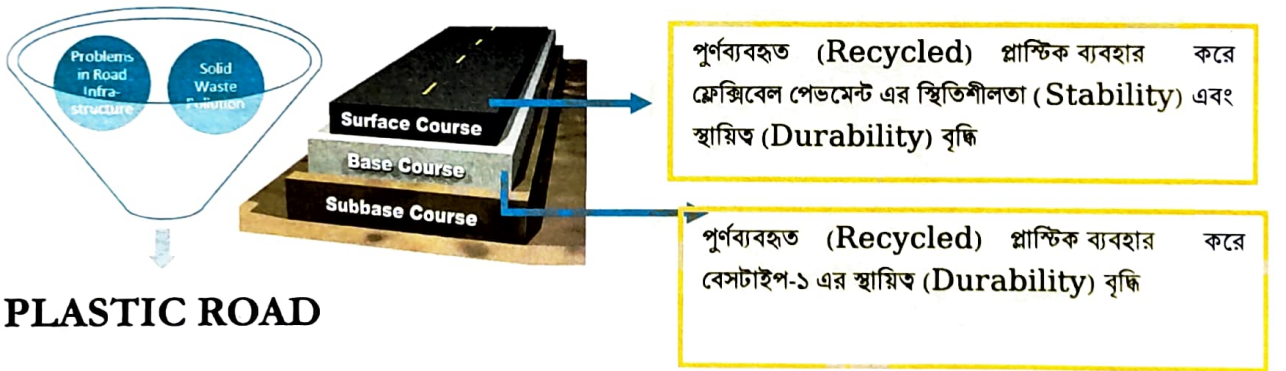 Problems
in Road
Infra-
structure
Solid
Waste
Pollution
PLASTIC ROAD
Surface Course
Base Course
Subbase Course
পুর্ণব্যবহৃত (Recycled) প্লাস্টিক ব্যবহার করে
ফ্লেক্সিবেল পেভমেন্ট এর স্থিতিশীলতা (Stability) এবং
স্থায়িত্ব (Durability) বৃদ্ধি
পুর্ণব্যবহৃত (Recycled) প্লাস্টিক ব্যবহার করে
বেসটাইপ-১ এর স্থায়িত্ব (Durability) বৃদ্ধি